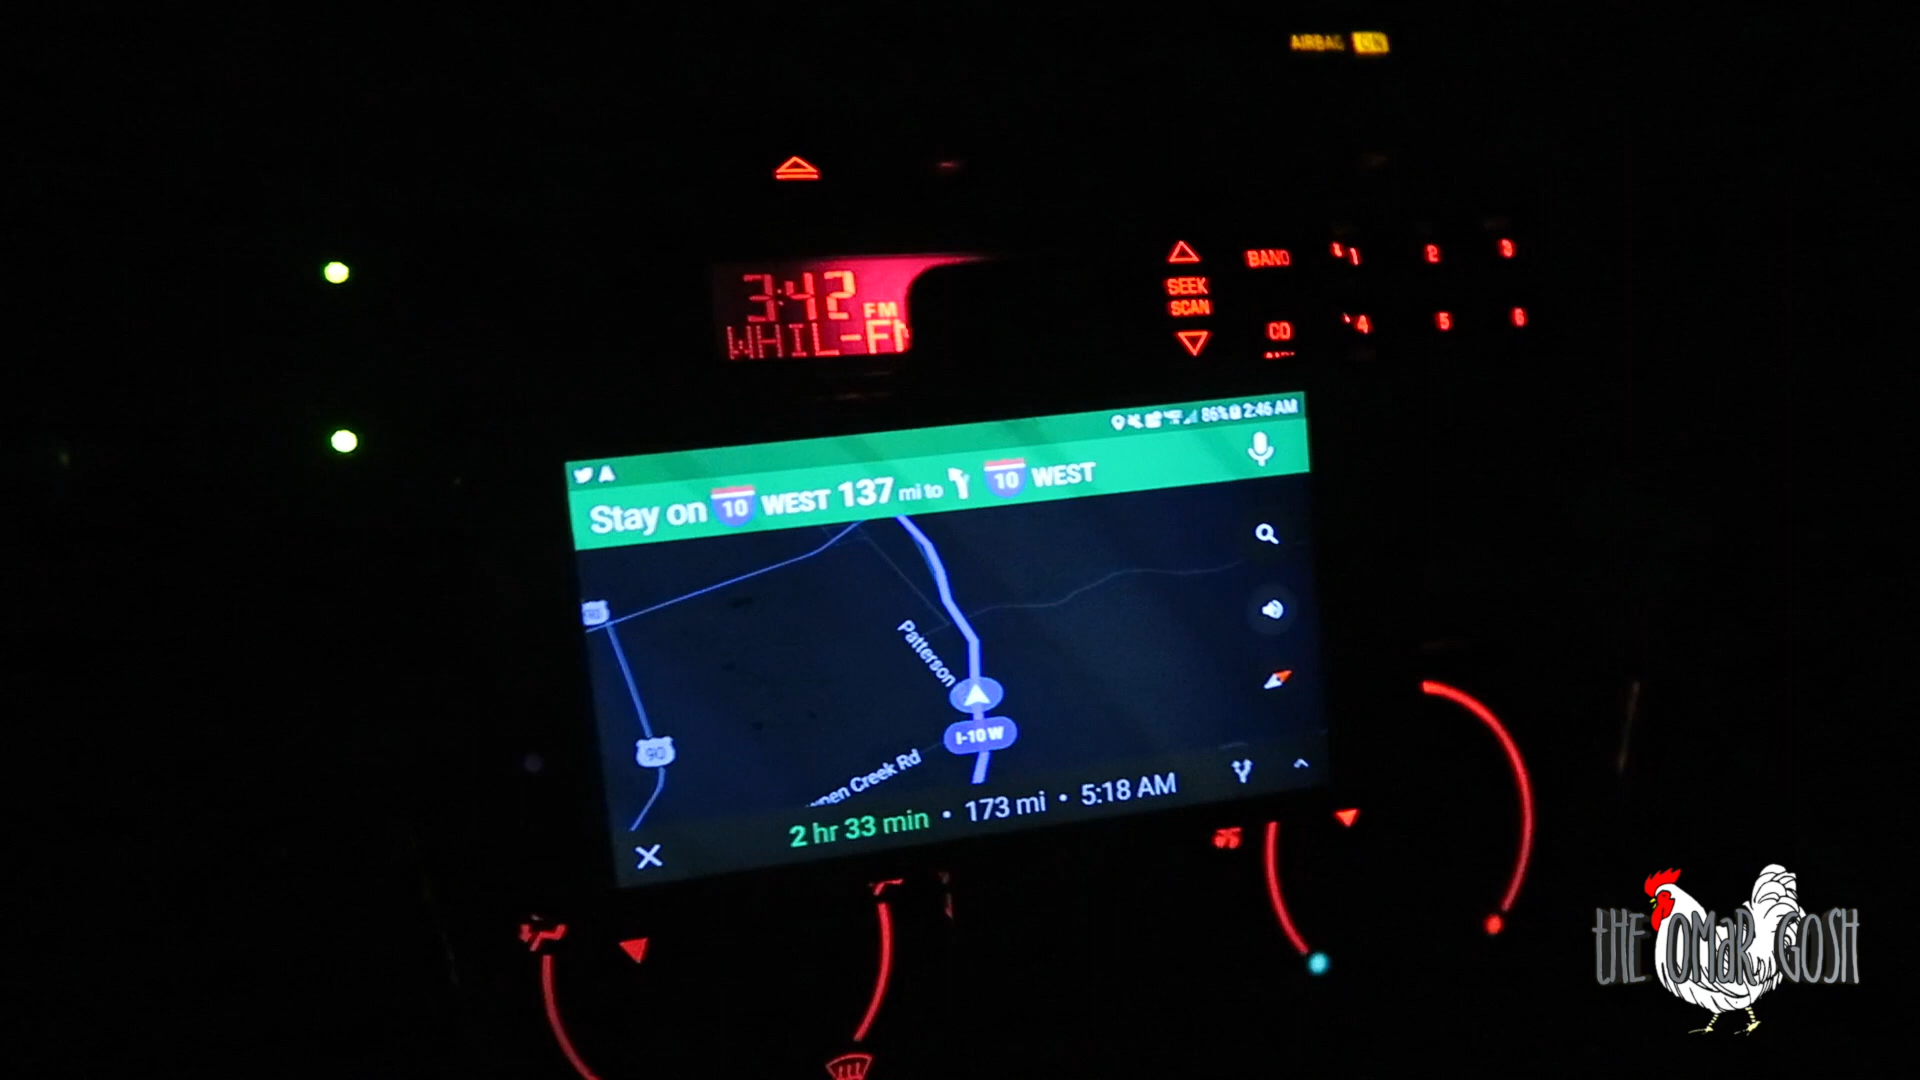 AIRBAG ON
3:42
FM
WHIL-FM
SEEK
SCAN
BAND
CD
1 2 3
4 5 6
86% 2:46 AM
Stay on 10 WEST 137 mi to 10 WEST
90
Patterson
I-10 W
90
Creek Rd
2 hr 33 min • 173 mi • 5:18 AM
THE OMAR GOSH